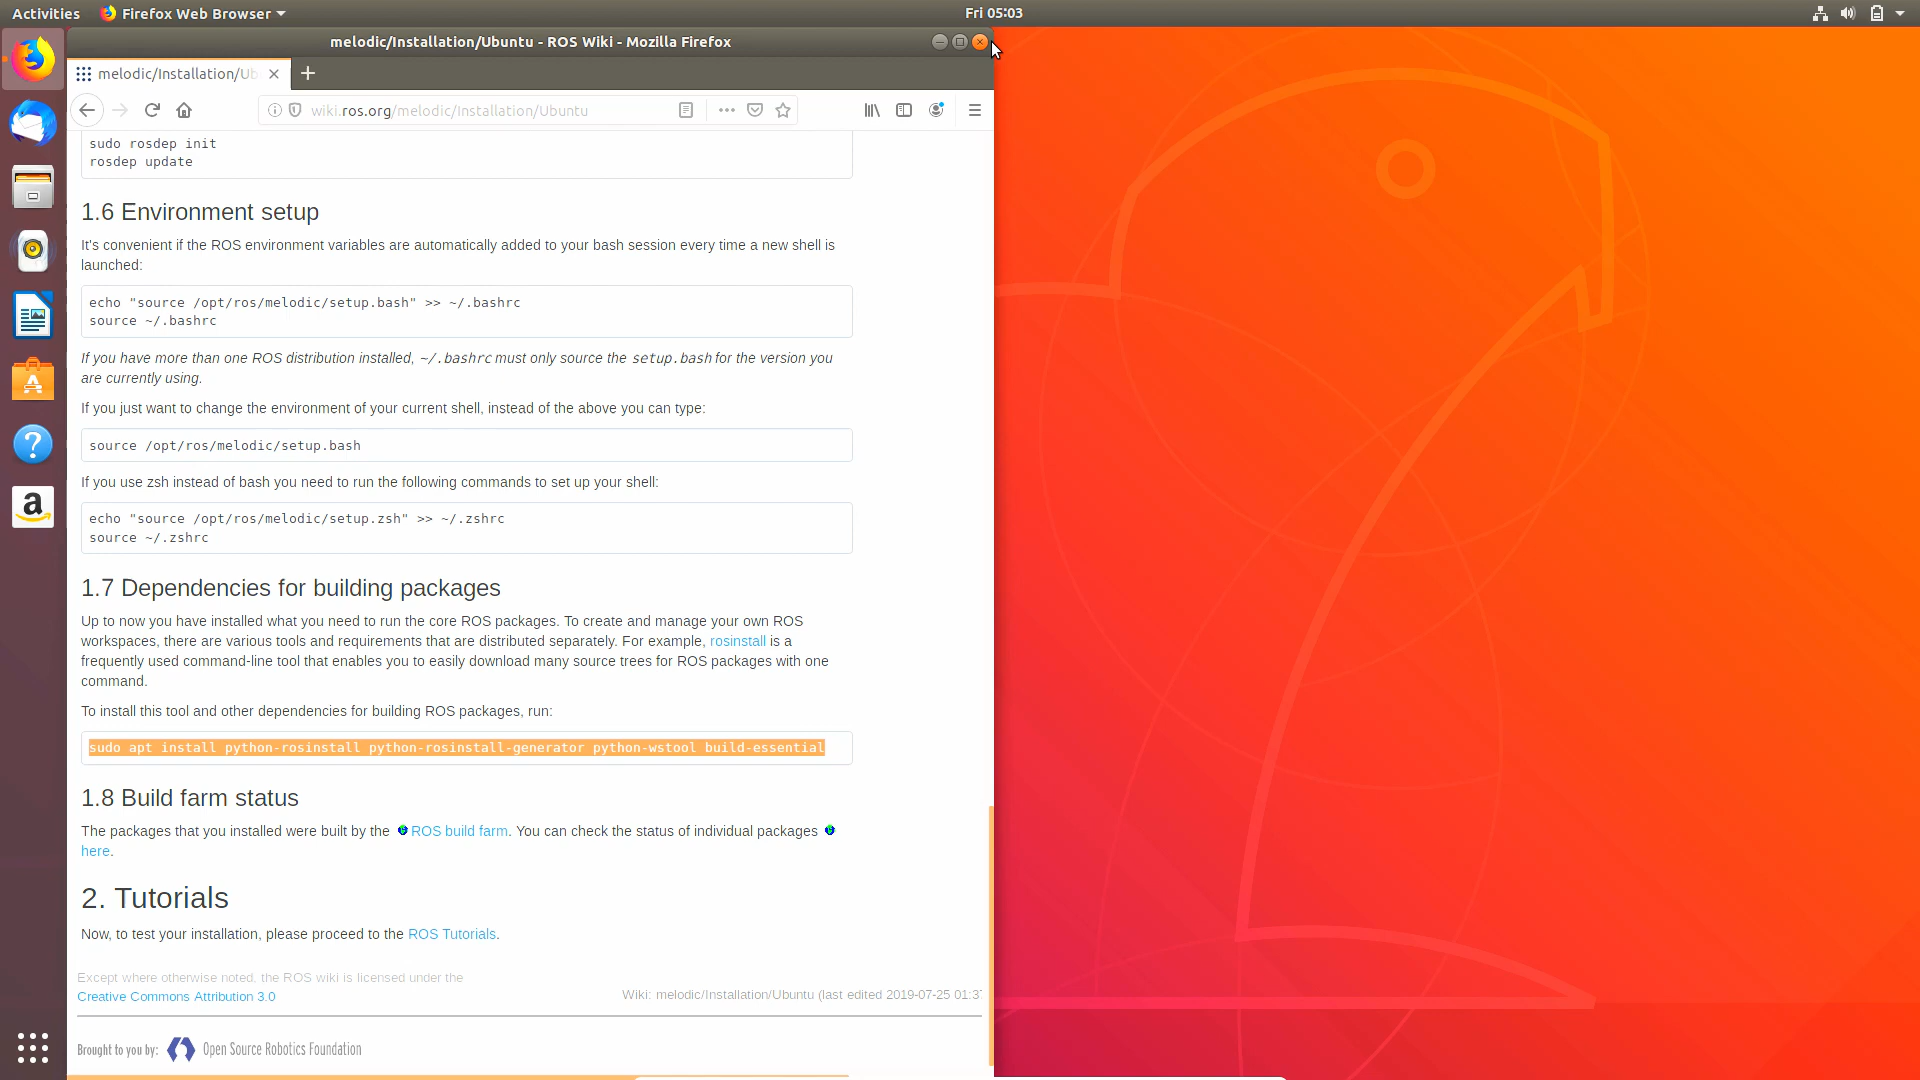 Activities Firefox Web Browser Fri 05:03
melodic/Installation/Ubuntu - ROS Wiki - Mozilla Firefox
melodic/Installation/Ub
wiki.ros.org/melodic/Installation/Ubuntu
sudo rosdep init
rosdep update
1.6 Environment setup
It's convenient if the ROS environment variables are automatically added to your bash session every time a new shell is
launched:
echo "source /opt/ros/melodic/setup.bash" >> ~/.bashrc
source ~/.bashrc
If you have more than one ROS distribution installed, ~/.bashrc must only source the setup.bash for the version you
are currently using.
If you just want to change the environment of your current shell, instead of the above you can type:
source /opt/ros/melodic/setup.bash
If you use zsh instead of bash you need to run the following commands to set up your shell:
echo "source /opt/ros/melodic/setup.zsh" >> ~/.zshrc
source ~/.zshrc
1.7 Dependencies for building packages
Up to now you have installed what you need to run the core ROS packages. To create and manage your own ROS
workspaces, there are various tools and requirements that are distributed separately. For example, rosinstall is a
frequently used command-line tool that enables you to easily download many source trees for ROS packages with one
command.
To install this tool and other dependencies for building ROS packages, run:
sudo apt install python-rosinstall python-rosinstall-generator python-wstool build-essential
1.8 Build farm status
The packages that you installed were built by the ROS build farm. You can check the status of individual packages
here.
2. Tutorials
Now, to test your installation, please proceed to the ROS Tutorials.
Except where otherwise noted, the ROS wiki is licensed under the
Creative Commons Attribution 3.0
Wiki: melodic/Installation/Ubuntu (last edited 2019-07-25 01:3
Brought to you by: Open Source Robotics Foundation